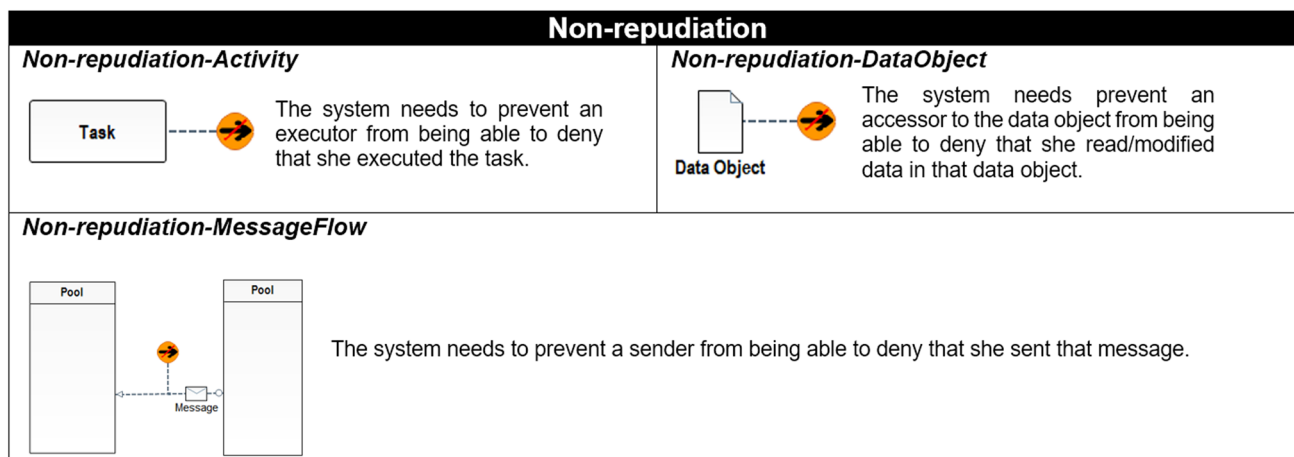 Non-repudiation
Non-repudiation-Activity
Task
The system needs to prevent an
executor from being able to deny
that she executed the task.
Non-repudiation-DataObject
Data Object
The system needs prevent an
accessor to the data object from being
able to deny that she read/modified
data in that data object.
Non-repudiation-MessageFlow
Pool
Pool
Message
The system needs to prevent a sender from being able to deny that she sent that message.